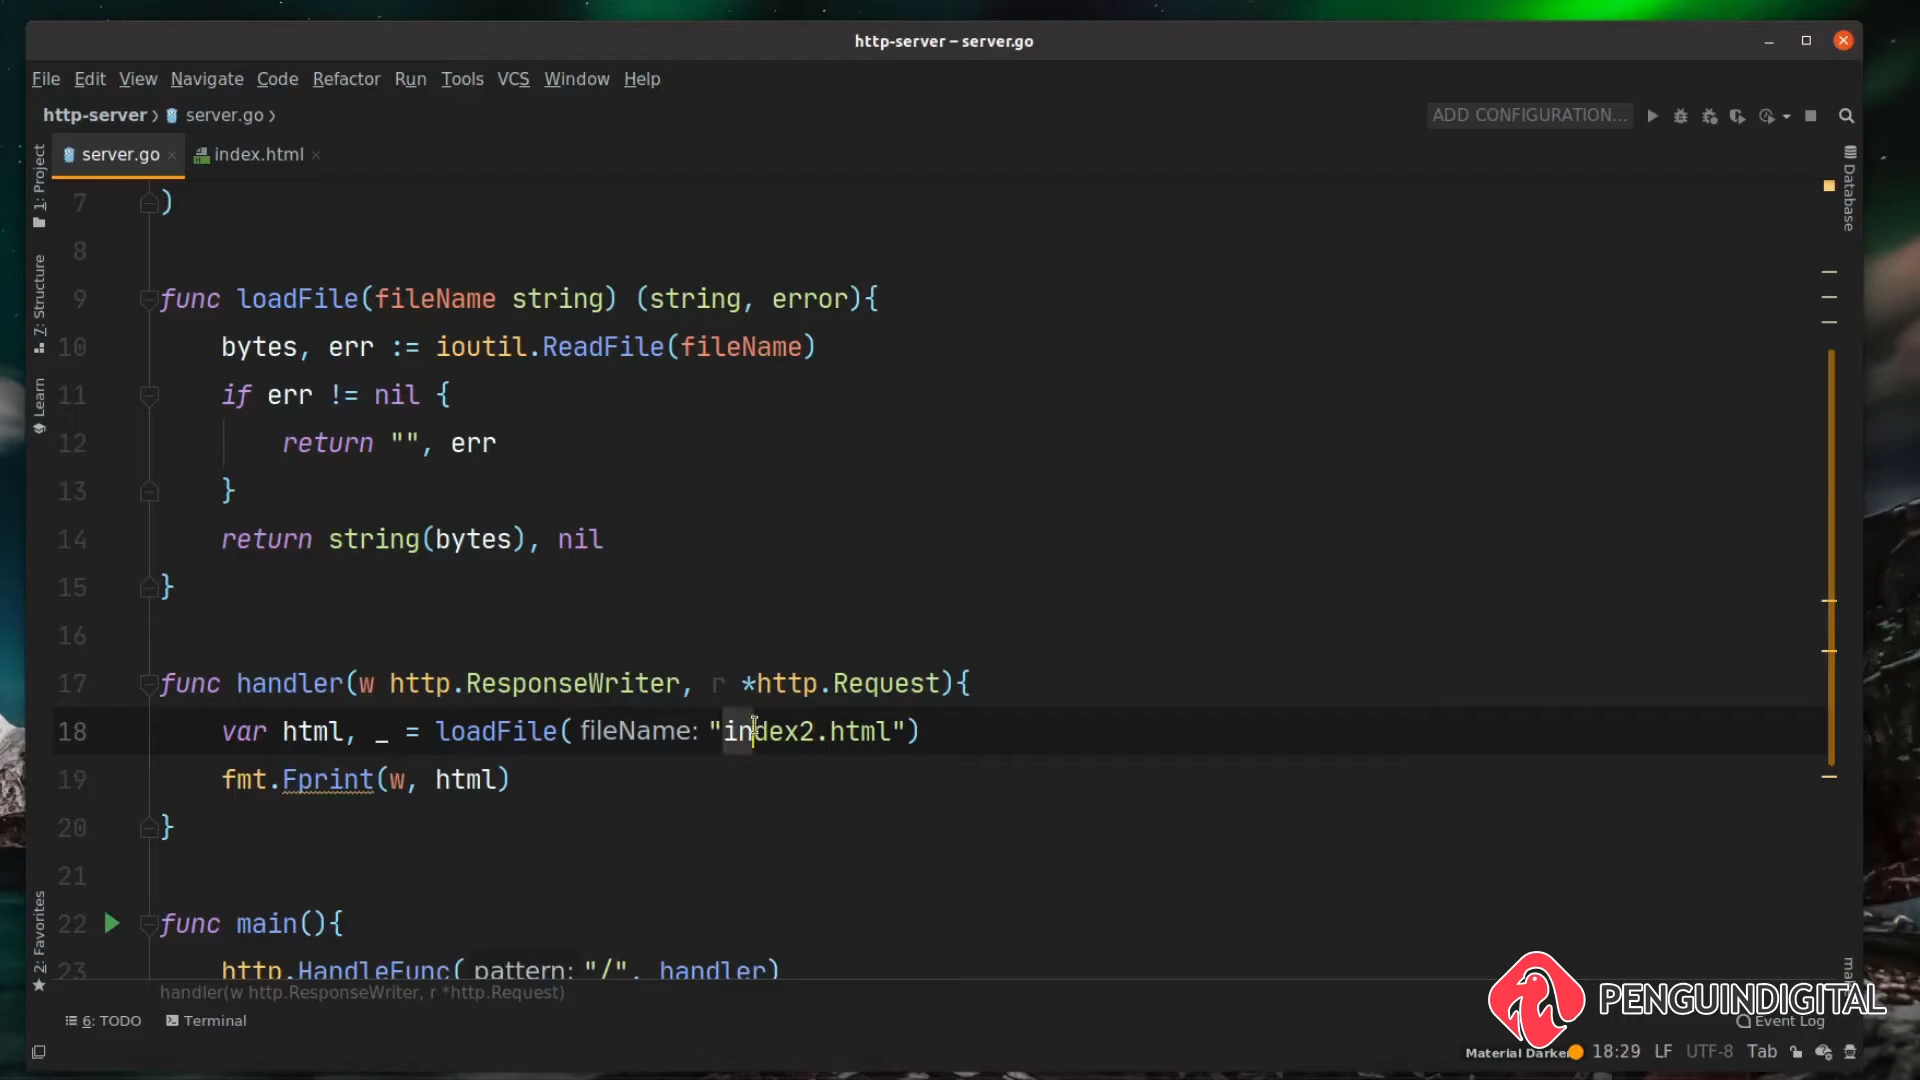 http-server – server.go
File Edit View Navigate Code Refactor Run Tools VCS Window Help
http-server server.go
ADD CONFIGURATION...
server.go index.html
1: Project
7: Structure
Learn
2: Favorites
Database
7 )
8
9 func loadFile(fileName string) (string, error){
10 bytes, err := ioutil.ReadFile(fileName)
11 if err != nil {
12 return "", err
13 }
14 return string(bytes), nil
15 }
16
17 func handler(w http.ResponseWriter, r *http.Request){
18 var html, _ = loadFile( fileName: "index2.html")
19 fmt.Fprint(w, html)
20 }
21
22 func main(){
23 http.HandleFunc( pattern: "/", handler)
handler(w http.ResponseWriter, r *http.Request)
PENGUINDIGITAL
6: TODO Terminal
Event Log
Material Darker 18:29 LF UTF-8 Tab